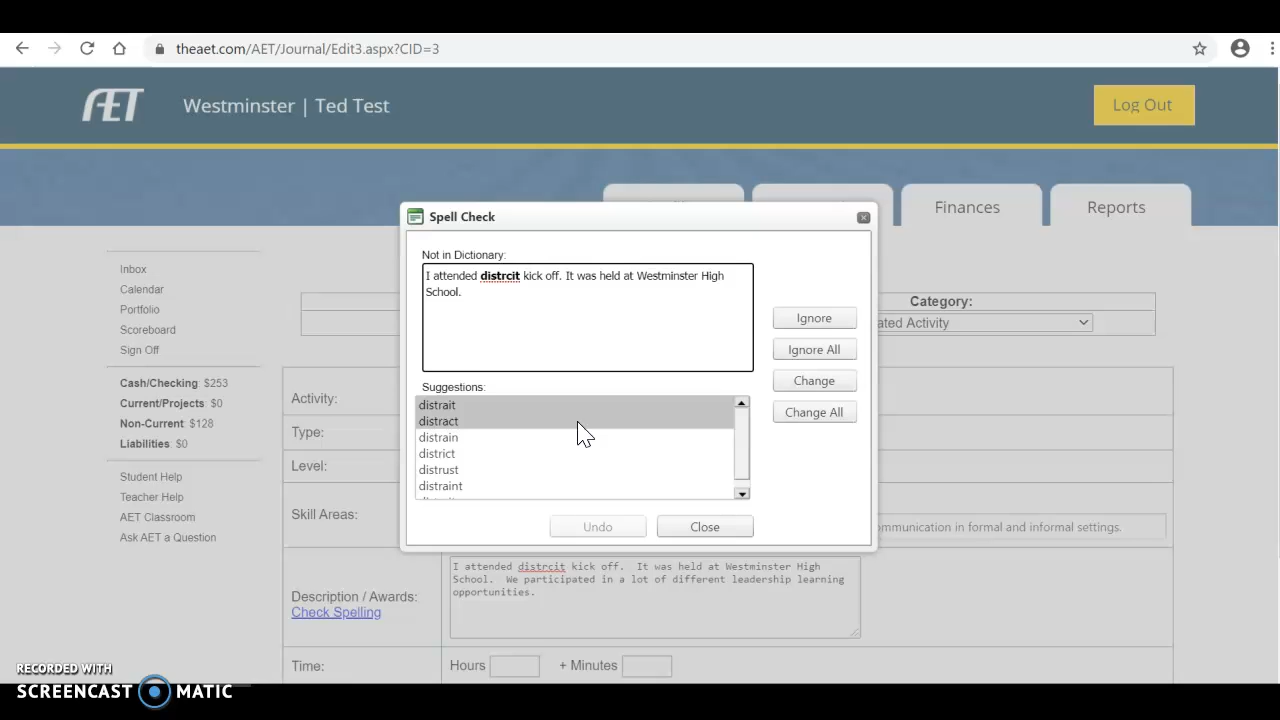 theaet.com/AET/Journal/Edit3.aspx?CID=3
AET
Westminster | Ted Test
Log Out
Finances
Reports
Spell Check
Inbox
Calendar
Portfolio
Scoreboard
Sign Off
Cash/Checking $253
Current/Projects $0
Non-Current $128
Liabilities $0
Student Help
Teacher Help
AET Classroom
Ask AET a Question
Not in Dictionary:
I attended distrcit kick off. It was held at Westminster High
School.
Ignore
Ignore All
Change
Change All
Suggestions:
distrait
distract
distrain
district
distrust
distraint
Undo
Close
Category:
ated Activity
Activity:
Type:
Level:
Skill Areas:
ommunication in formal and informal settings.
Description / Awards:
Check Spelling
I attended distrcit kick off. It was held at Westminster High
School. We participated in a lot of different leadership learning
opportunities.
Time:
Hours
+ Minutes
RECORDED WITH
SCREENCAST MATIC